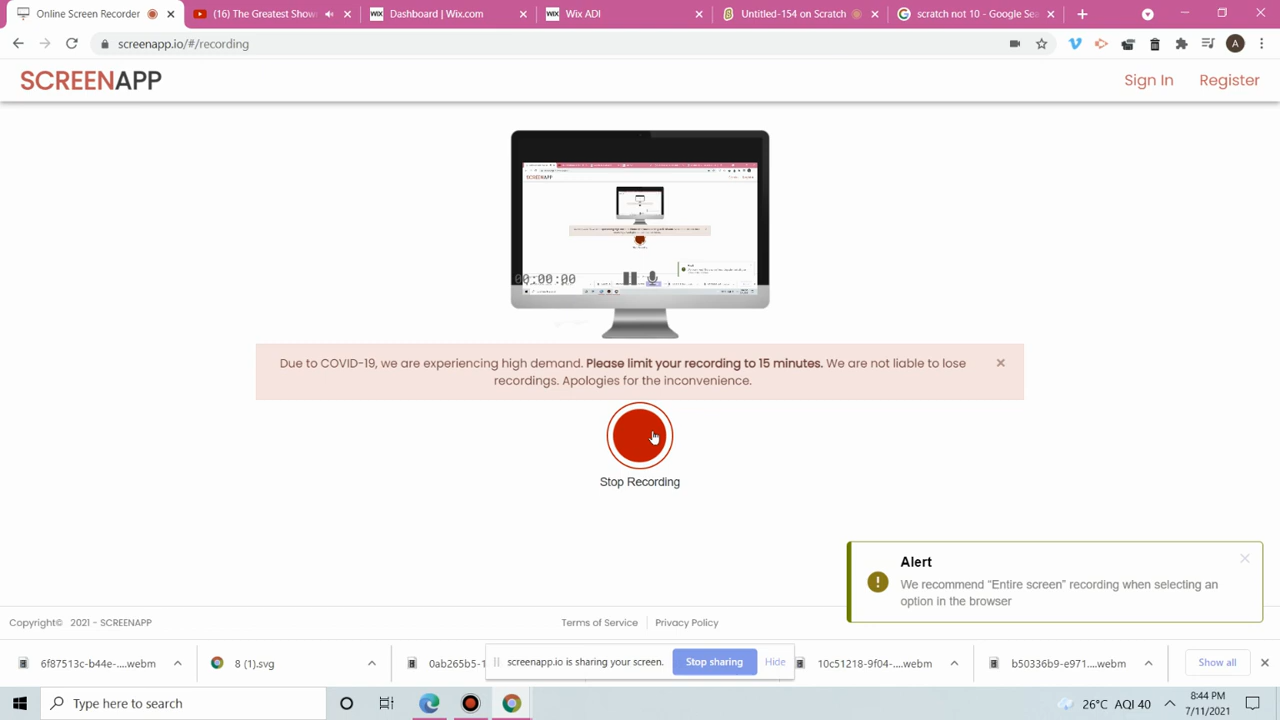 Online Screen Recorder
(16) The Greatest Show
Dashboard | Wix.com
Wix ADI
Untitled-154 on Scratch
scratch not 10 - Google Se
screenapp.io/#/recording
A
SCREENAPP
Sign In
Register
00:00:00
Due to COVID-19, we are experiencing high demand. Please limit your recording to 15 minutes. We are not liable to lose
recordings. Apologies for the inconvenience.
Stop Recording
Alert
We recommend “Entire screen” recording when selecting an
option in the browser
Copyright© 2021 - SCREENAPP
Terms of Service
Privacy Policy
6f87513c-b44e-....webm
8 (1).svg
0ab265b5-1
screenapp.io is sharing your screen.
Stop sharing
Hide
10c51218-9f04-....webm
b50336b9-e971....webm
Show all
Type here to search
26°C AQI 40
8:44 PM
7/11/2021